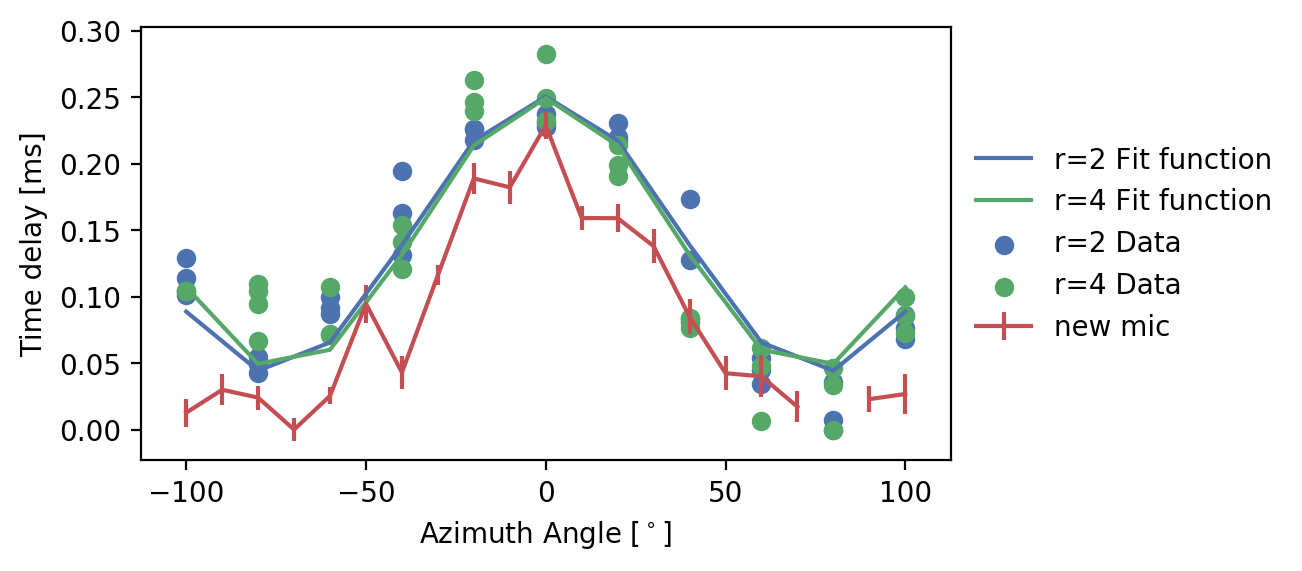 0.30
0.25
0.20
0.15
0.10
0.05
0.00
Time delay [ms]
−100
−50
0
50
100
Azimuth Angle [°]
r=2 Fit function
r=4 Fit function
r=2 Data
r=4 Data
new mic